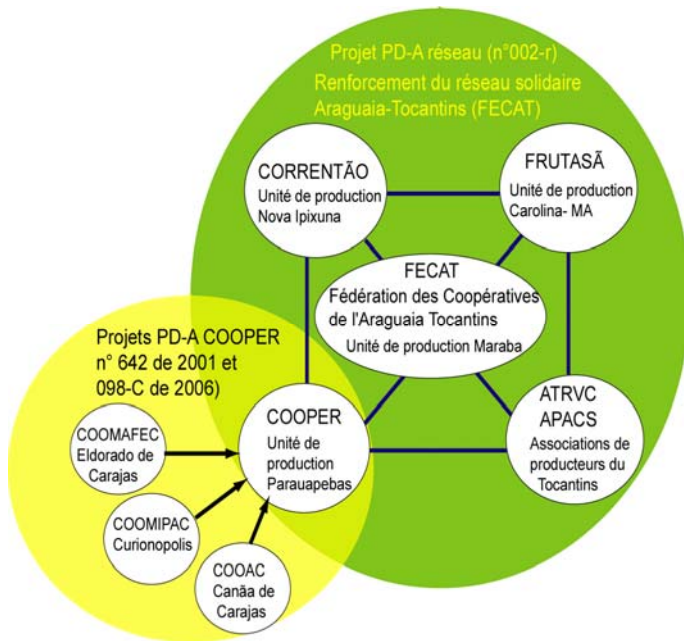 Projet PD-A réseau (n°002-r)
Renforcement du réseau solidaire
Araguaia-Tocantins (FECAT)
CORRENTÃO
Unité de production
Nova Ipixuna
FRUTASÃ
Unité de production
Carolina- MA
FECAT
Fédération des Coopératives
de l'Araguaia Tocantins
Unité de production Maraba
Projets PD-A COOPER
n° 642 de 2001 et
098-C de 2006)
COOPER
Unité de
production
Parauapebas
ATRVC
APACS
Associations de
producteurs du
Tocantins
COOMAFEC
Eldorado de
Carajas
COOMIPAC
Curionopolis
COOAC
Canãa de
Carajas